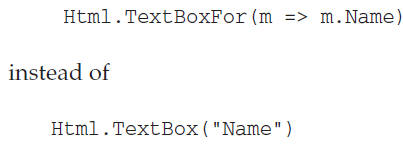 Html.TextBoxFor(m => m.Name)
instead of
Html.TextBox("Name")